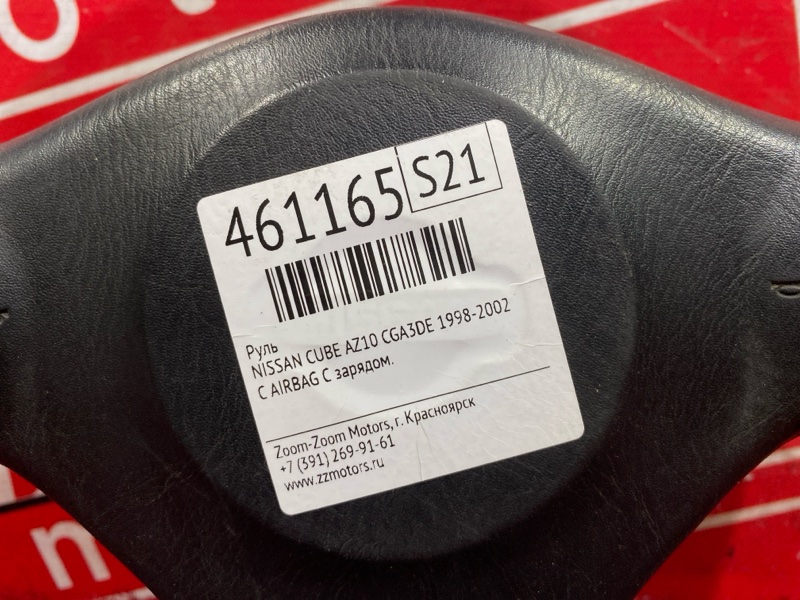 461165 S21
Руль
NISSAN CUBE AZ10 CGA3DE 1998-2002
С AIRBAG С зарядом.
Zoom-Zoom Motors, г. Красноярск
+7 (391) 269-91-61
www.zzmotors.ru